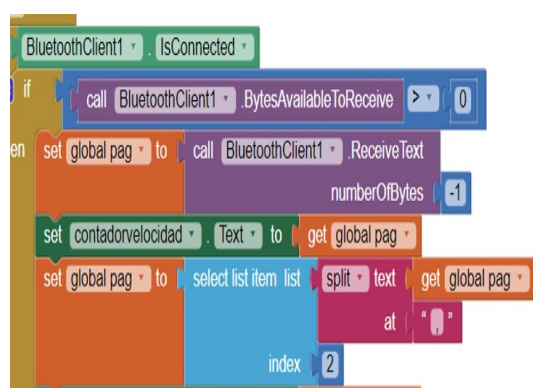 BluetoothClient1 . IsConnected
if call BluetoothClient1 .BytesAvailableToReceive > 0
en set global pag to call BluetoothClient1 .ReceiveText
numberOfBytes -1
set contadorvelocidad . Text to get global pag
set global pag to select list item list split text get global pag
at " , "
index 2